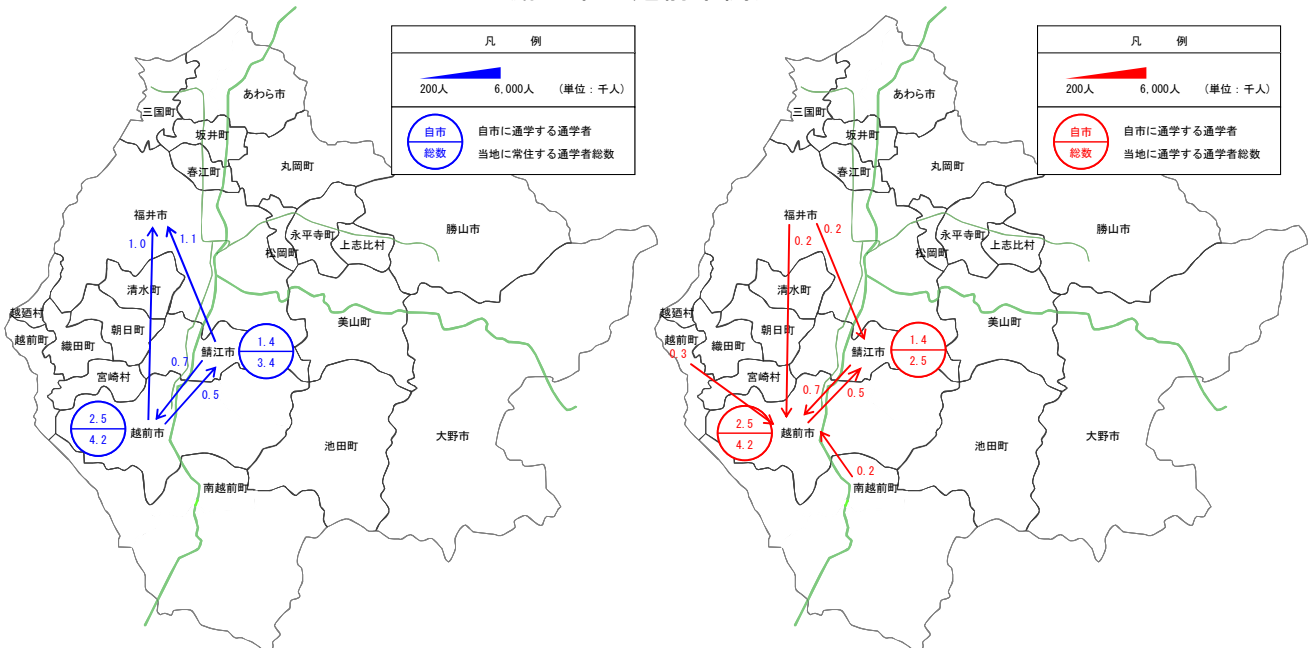 凡 例
200人 6,000人 (単位:千人)
自市 自市に通学する通学者
総数 当地に常住する通学者総数
あわら市
三国町
坂井町
春江町
丸岡町
福井市
1.0
1.1
永平寺町
上志比村
松岡町
勝山市
清水町
越廼村
越前町
朝日町
織田町
美山町
鯖江市
1.4
3.4
0.7
0.5
宮崎村
2.5
4.2
越前市
池田町
大野市
南越前町
凡 例
200人 6,000人 (単位:千人)
自市 自市に通学する通学者
総数 当地に通学する通学者総数
あわら市
三国町
坂井町
春江町
丸岡町
福井市
0.2
0.2
永平寺町
上志比村
松岡町
勝山市
清水町
越廼村
越前町
朝日町
織田町
0.3
美山町
鯖江市
1.4
2.5
0.7
0.5
宮崎村
2.5
4.2
越前市
0.2
池田町
大野市
南越前町